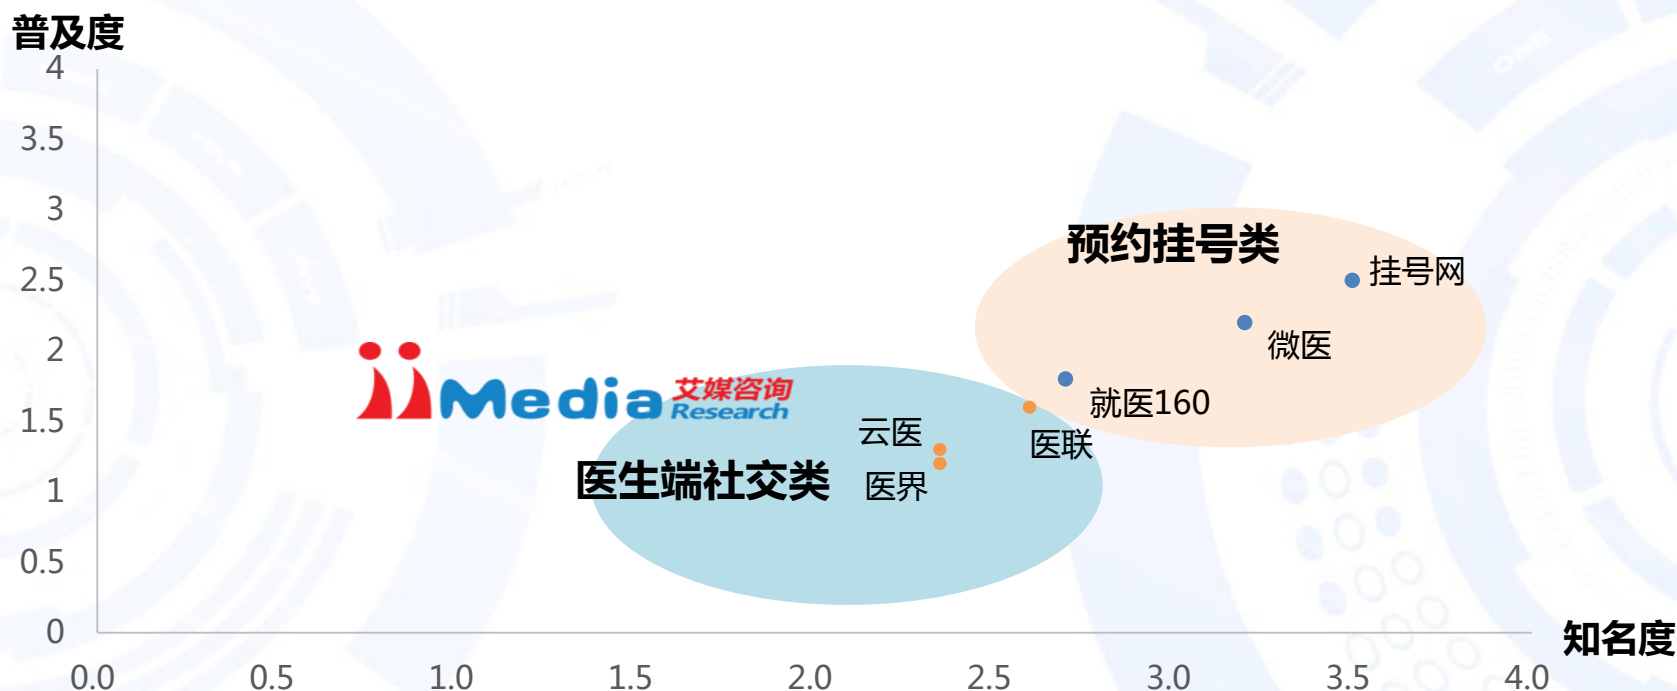 普及度
4
3.5
3
预约挂号类
挂号网
2.5
微医
2
iiMedia 艾媒咨询
Research
就医160
1.5
云医
医联
医生端社交类
医界
1
0.5
0
知名度
0.0 0.5 1.0 1.5 2.0 2.5 3.0 3.5 4.0